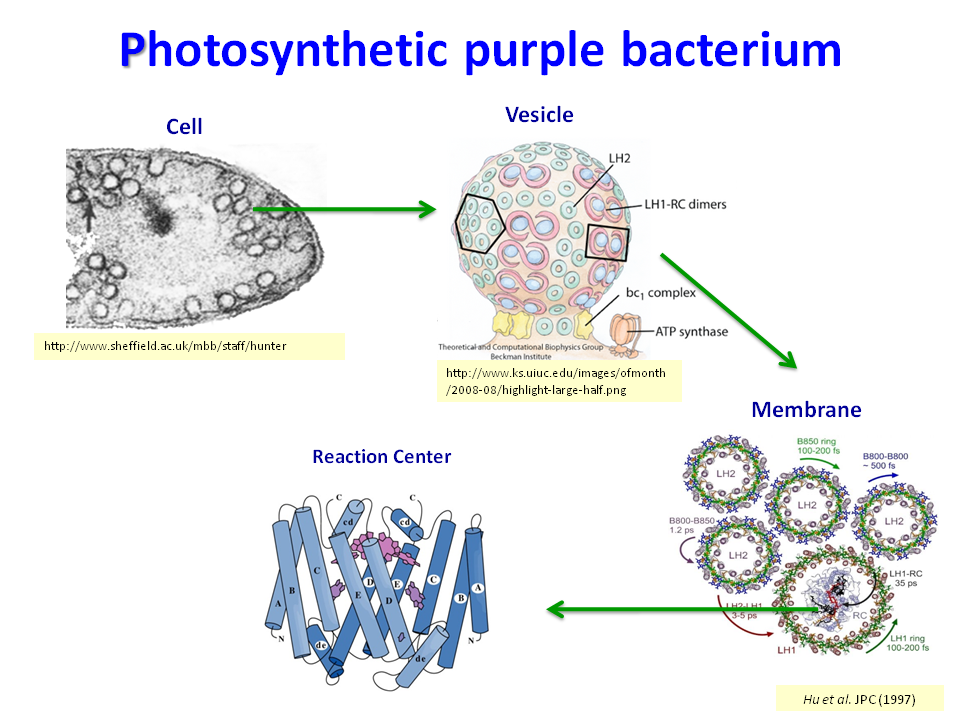 Photosynthetic purple bacterium
Cell
Vesicle
LH2
LH1-RC dimers
bc1 complex
ATP synthase
Theoretical and Computational Biophysics Group
Beckman Institute
http://www.sheffield.ac.uk/mbb/staff/hunter
http://www.ks.uiuc.edu/images/ofmonth
/2008-08/highlight-large-half.png
Membrane
B850 ring
100-200 fs
B800-B800
~ 500 fs
LH2
LH2
LH2
B800-B850
1.2 ps
LH2
LH1-RC
35 ps
LH2-LH1
3-5 ps
RC
LH1
LH1 ring
100-200 fs
Reaction Center
C
C
cd
cd
C
D
E
C
A
B
E
D
B
A
N
N
de
de
Hu et al. JPC (1997)